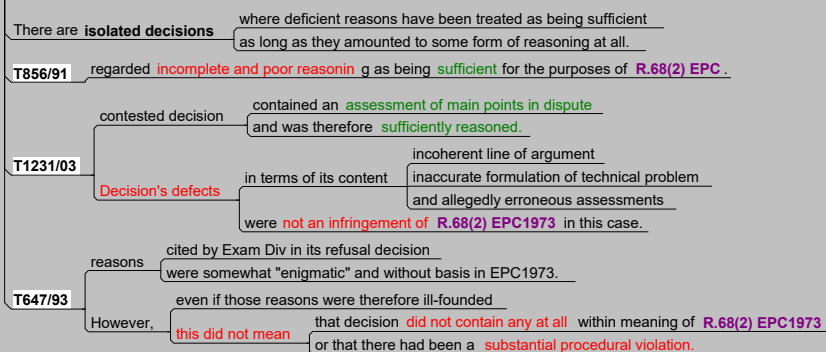 There are isolated decisions
where deficient reasons have been treated as being sufficient
as long as they amounted to some form of reasoning at all.
T856/91 regarded incomplete and poor reasonin g as being sufficient for the purposes of R.68(2) EPC .
T1231/03
contested decision
contained an assessment of main points in dispute
and was therefore sufficiently reasoned.
Decision's defects
in terms of its content
incoherent line of argument
inaccurate formulation of technical problem
and allegedly erroneous assessments
were not an infringement of R.68(2) EPC1973 in this case.
T647/93
reasons
cited by Exam Div in its refusal decision
were somewhat "enigmatic" and without basis in EPC1973.
However,
even if those reasons were therefore ill-founded
this did not mean
that decision did not contain any at all within meaning of R.68(2) EPC1973
or that there had been a substantial procedural violation.